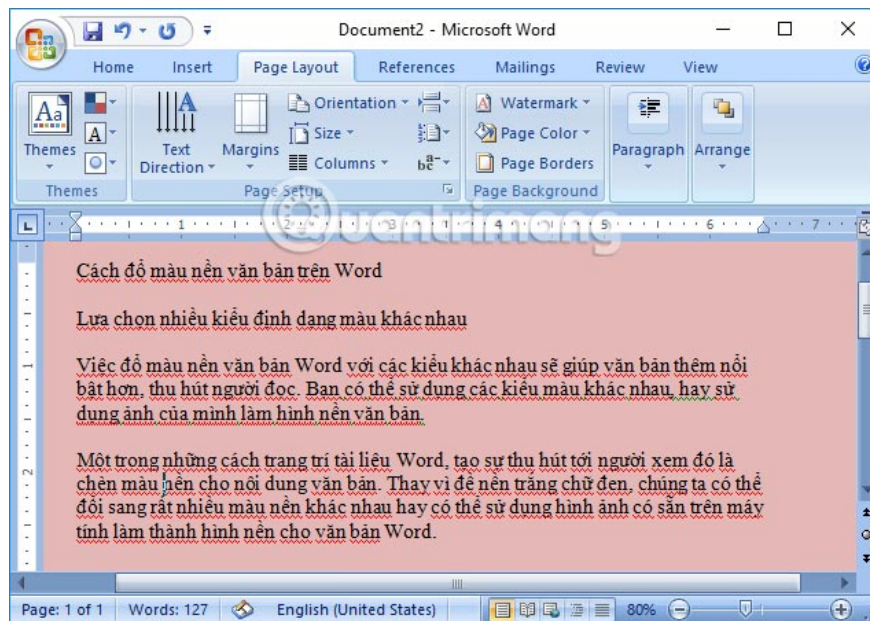 Document2 - Microsoft Word
Home Insert Page Layout References Mailings Review View
Themes
Text Direction
Margins
Orientation
Size
Columns
Watermark
Page Color
Page Borders
Paragraph
Arrange
Themes Page Setup Page Background
Quantrimang
1 2 3 4 5 6 7
Cách đổ màu nền văn bản trên Word
Lựa chọn nhiều kiểu định dạng màu khác nhau
Việc đổ màu nền văn bản Word với các kiểu khác nhau sẽ giúp văn bản thêm nổi
bật hơn, thu hút người đọc. Bạn có thể sử dụng các kiểu màu khác nhau, hay sử
dụng ảnh của mình làm hình nền văn bản.
Một trong những cách trang trí tài liệu Word, tạo sự thu hút tới người xem đó là
chèn màu nền cho nội dung văn bản. Thay vì để nền trắng chữ đen, chúng ta có thể
đổi sang rất nhiều màu nền khác nhau hay có thể sử dụng hình ảnh có sẵn trên máy
tính làm thành hình nền cho văn bản Word.
Page: 1 of 1 Words: 127 English (United States) 80%